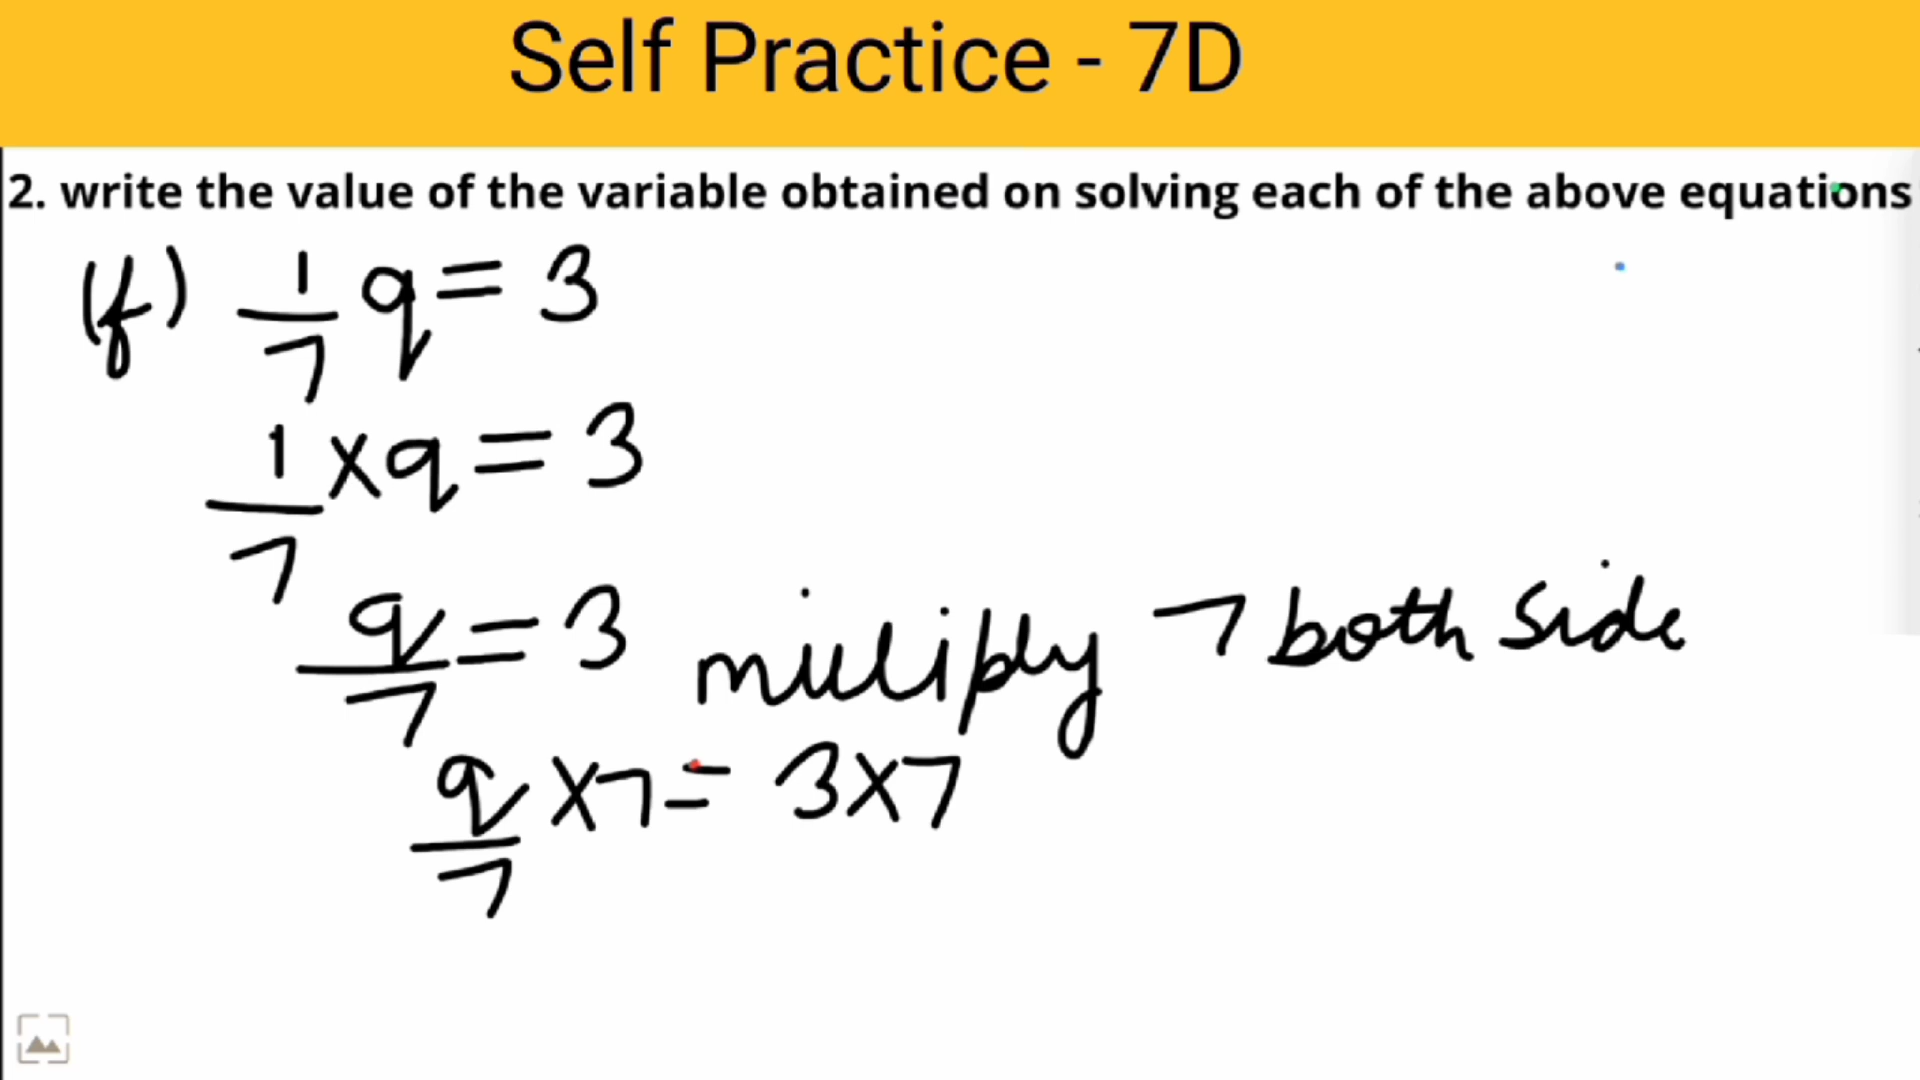 Self Practice - 7D
2. write the value of the variable obtained on solving each of the above equations
(f) 1/7 q = 3
1/7 × q = 3
q/7 = 3 muliply 7 both side
q/7 × 7 = 3 × 7